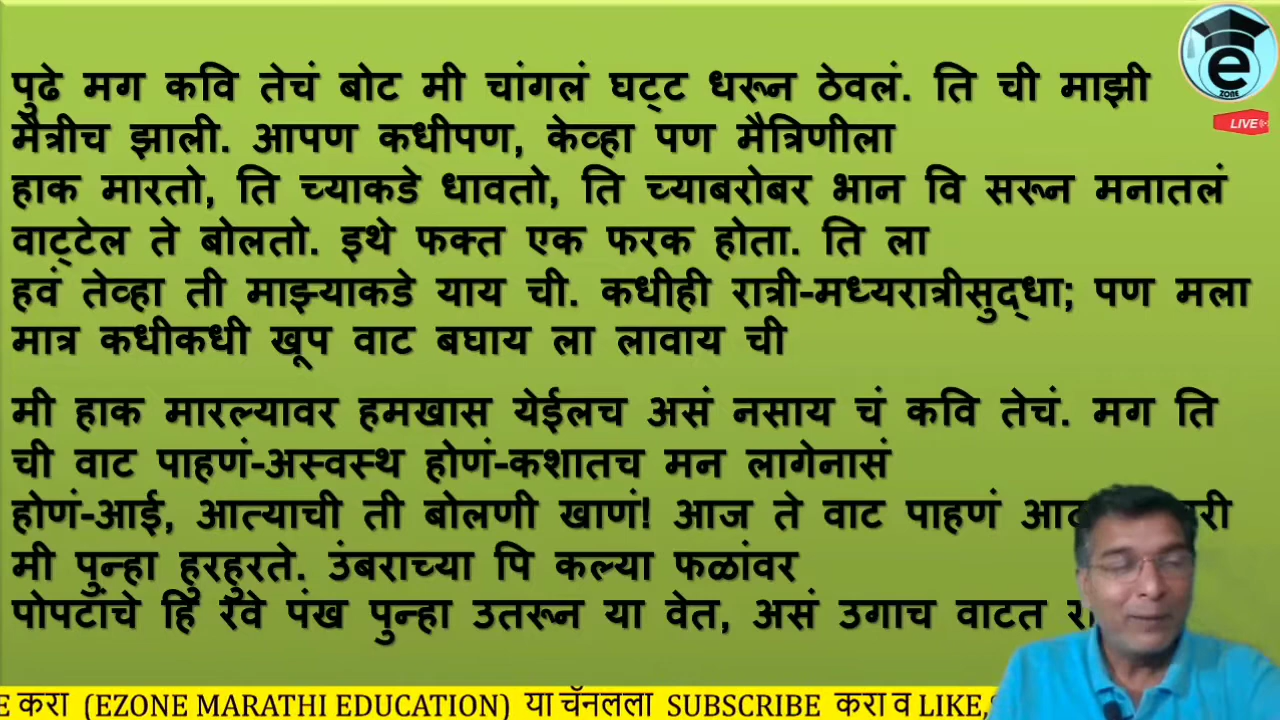 पुढे मग कवि तेचं बोट मी चांगलं घट्ट धरून ठेवलं. ति ची माझी
मैत्रीच झाली. आपण कधीपण, केव्हा पण मैत्रिणीला
हाक मारतो, ति च्याकडे धावतो, ति च्याबरोबर भान वि सरून मनातलं
वाट्टेल ते बोलतो. इथे फक्त एक फरक होता. ति ला
हवं तेव्हा ती माझ्याकडे याय ची. कधीही रात्री-मध्यरात्रीसुद्धा; पण मला
मात्र कधीकधी खूप वाट बघाय ला लावाय ची
मी हाक मारल्यावर हमखास येईलच असं नसाय चं कवि तेचं. मग ति
ची वाट पाहणं-अस्वस्थ होणं-कशातच मन लागेनासं
होणं-आई, आत्याची ती बोलणी खाणं! आज ते वाट पाहणं
मी पुन्हा हुरहुरते. उंबराच्या पि कल्या फळांवर
पोपटांचे हि रवे पंख पुन्हा उतरून या वेत, असं उगाच वाटत
e
ZONE
LIVE
E करा (EZONE MARATHI EDUCATION) या चॅनलला SUBSCRIBE करा व LIKE,